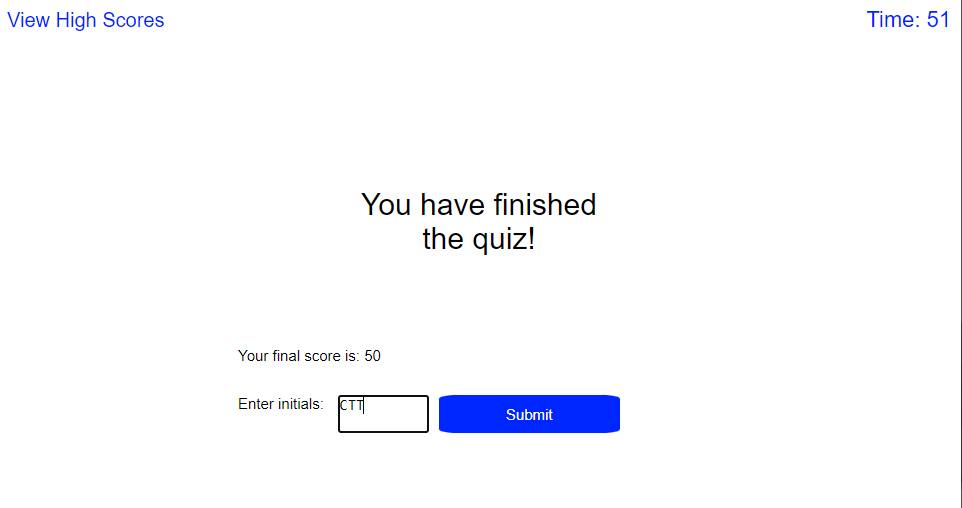 View High Scores
Time: 51
You have finished
the quiz!
Your final score is: 50
Enter initials:
CTT
Submit